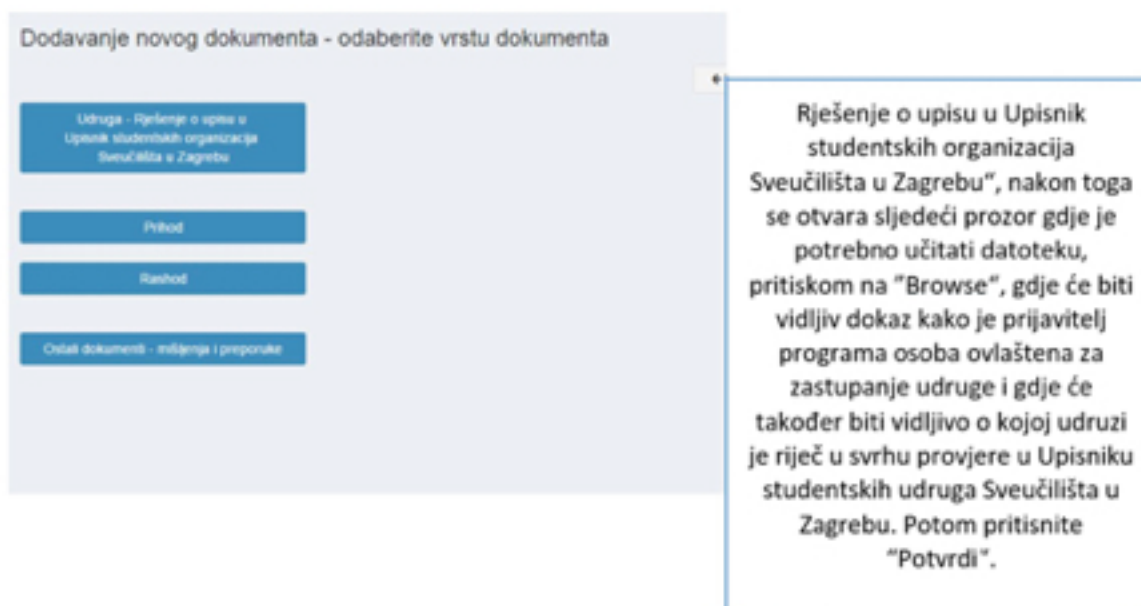 Dodavanje novog dokumenta - odaberite vrstu dokumenta
Udruga - Rješenje o upisu u
Upisnik studentskih organizacija
Sveučilišta u Zagrebu
Prihod
Rashod
Ostali dokumenti - mišljenja i preporuke
Rješenje o upisu u Upisnik
studentskih organizacija
Sveučilišta u Zagrebu“, nakon toga
se otvara sljedeći prozor gdje je
potrebno učitati datoteku,
pritiskom na ”Browse“, gdje će biti
vidljiv dokaz kako je prijavitelj
programa osoba ovlaštena za
zastupanje udruge i gdje će
također biti vidljivo o kojoj udruzi
je riječ u svrhu provjere u Upisniku
studentskih udruga Sveučilišta u
Zagrebu. Potom pritisnite
“Potvrdi”.